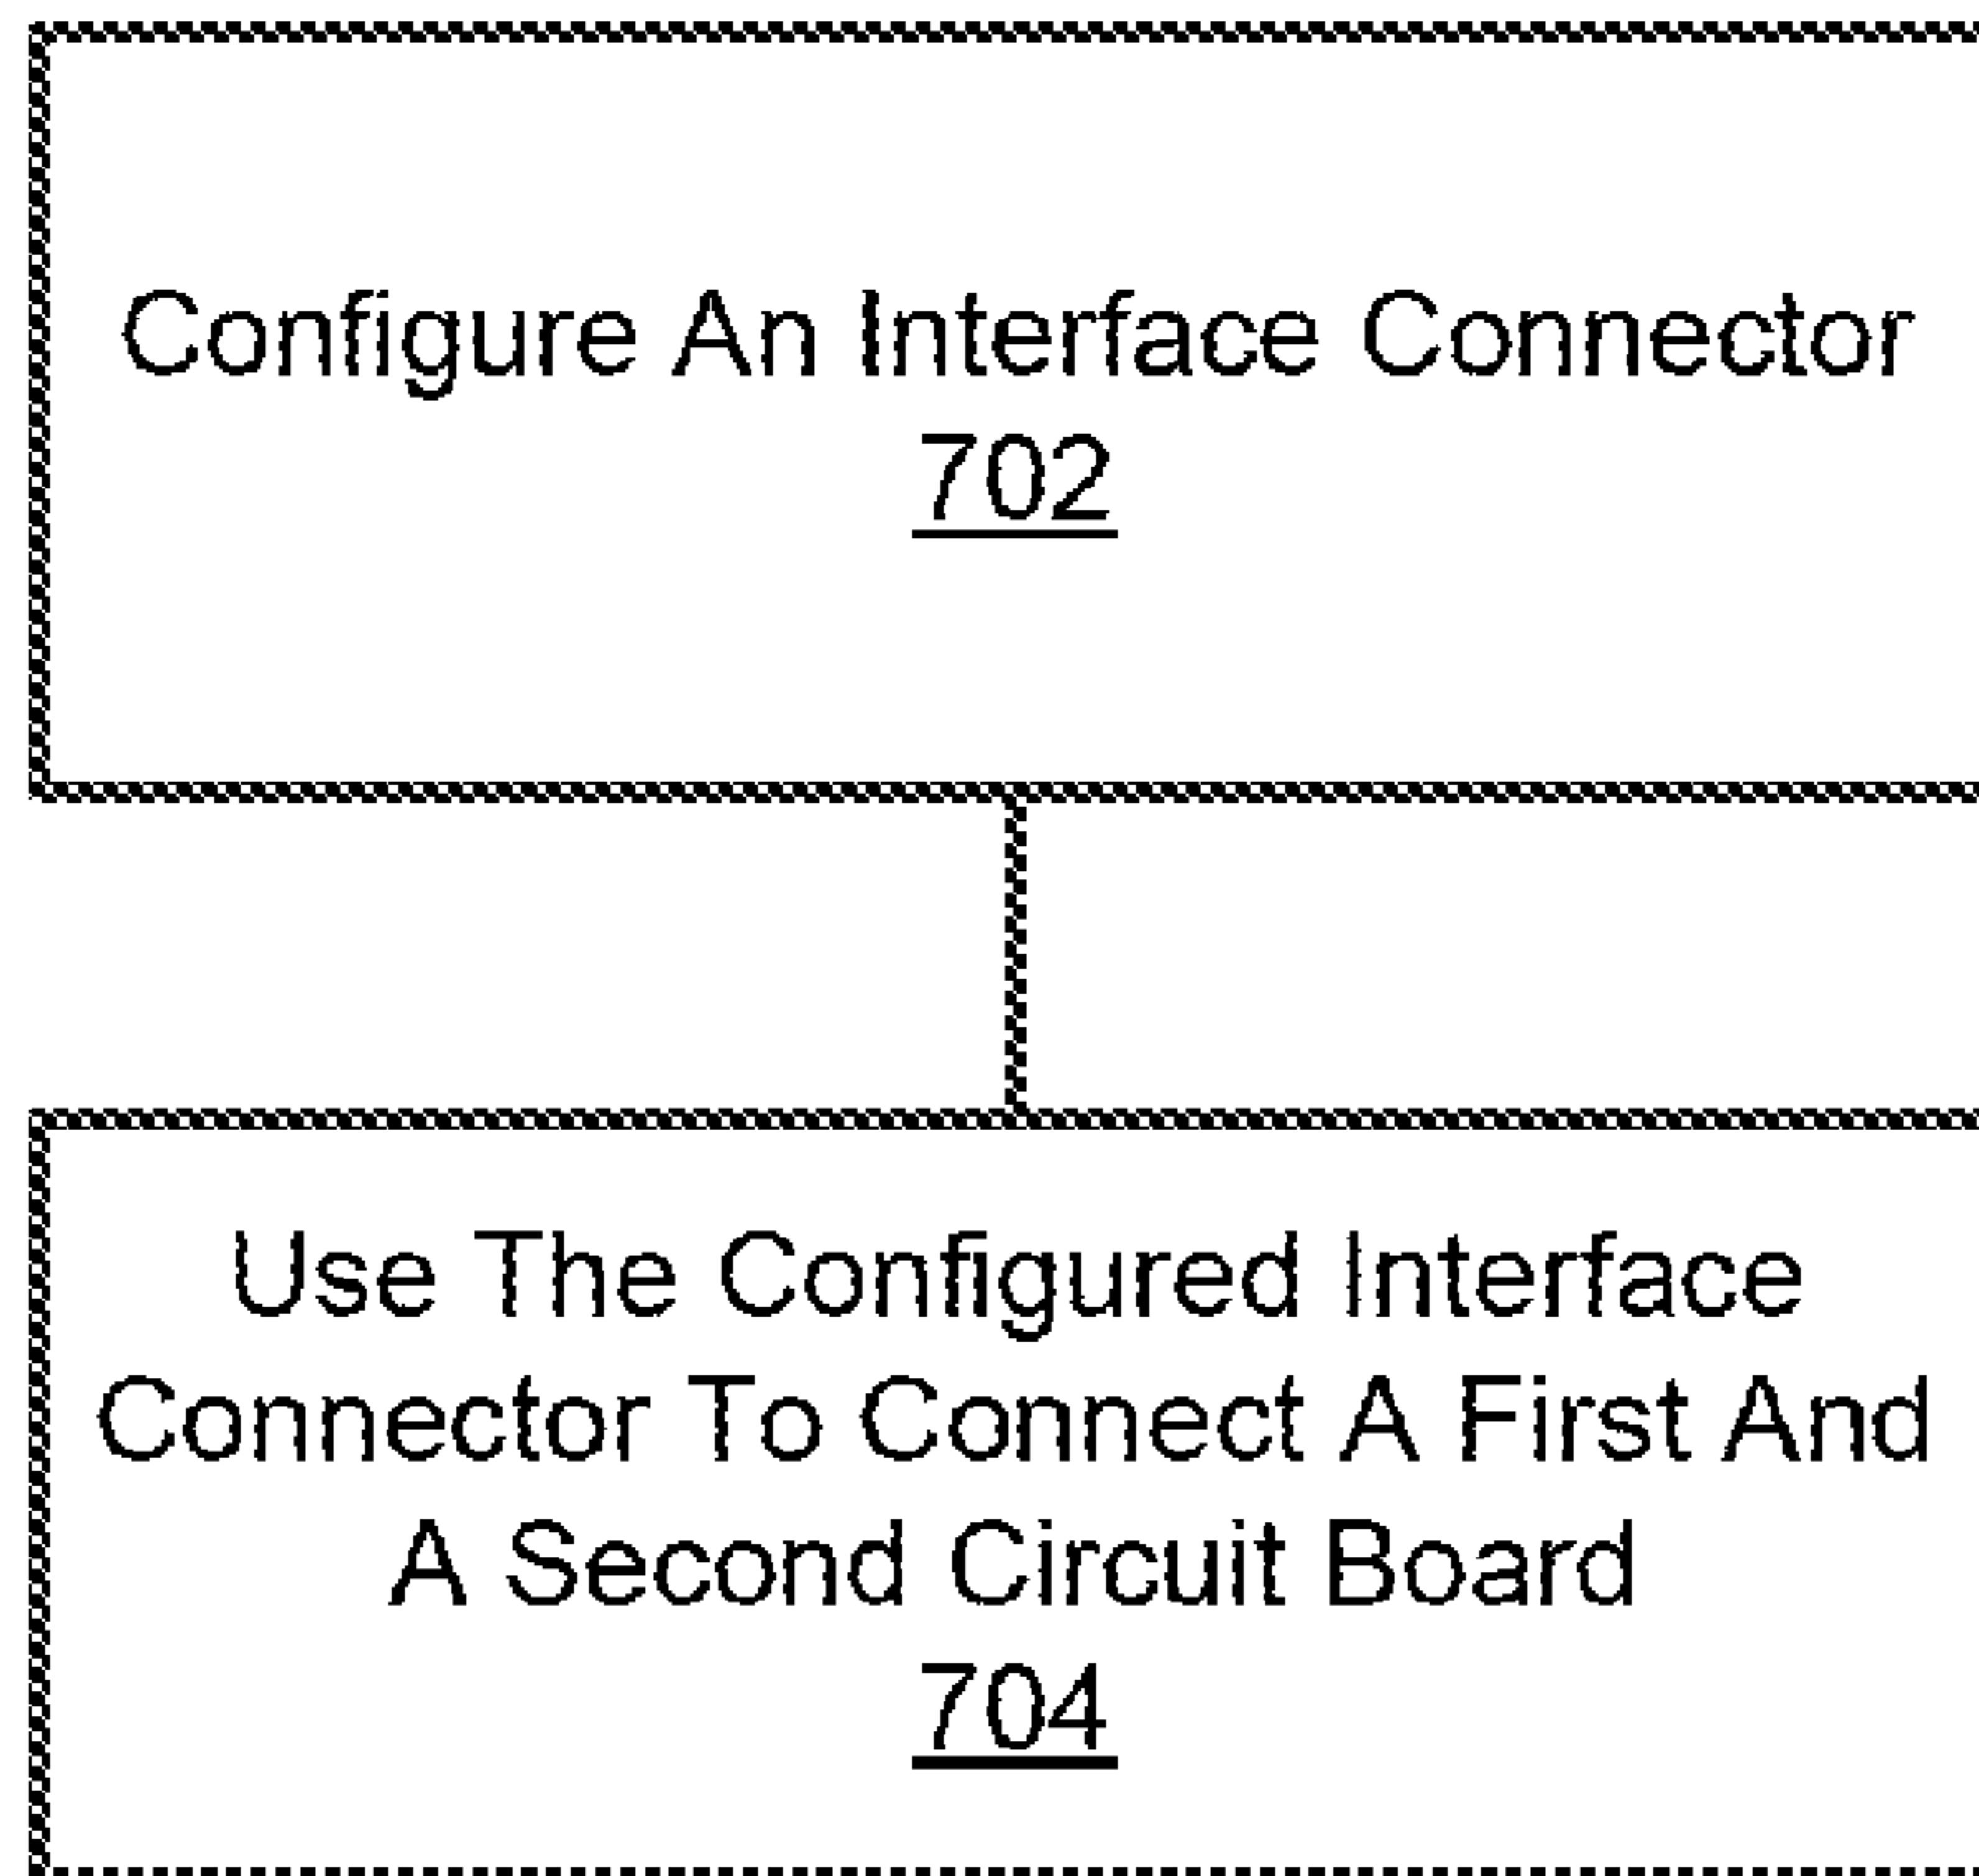 Configure An Interface Connector
702
Use The Configured Interface
Connector To Connect A First And
A Second Circuit Board
704